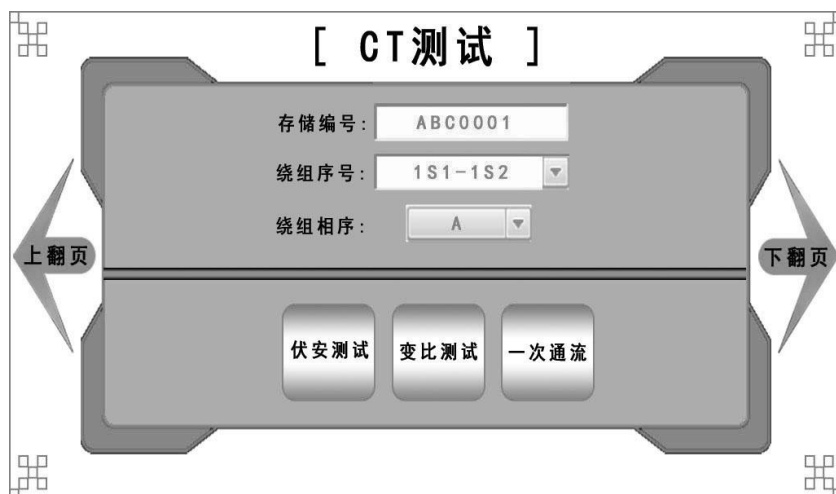 [ CT测试 ]
存储编号: ABC0001
绕组序号: 1S1-1S2
绕组相序: A
上翻页
下翻页
伏安测试 变比测试 一次通流